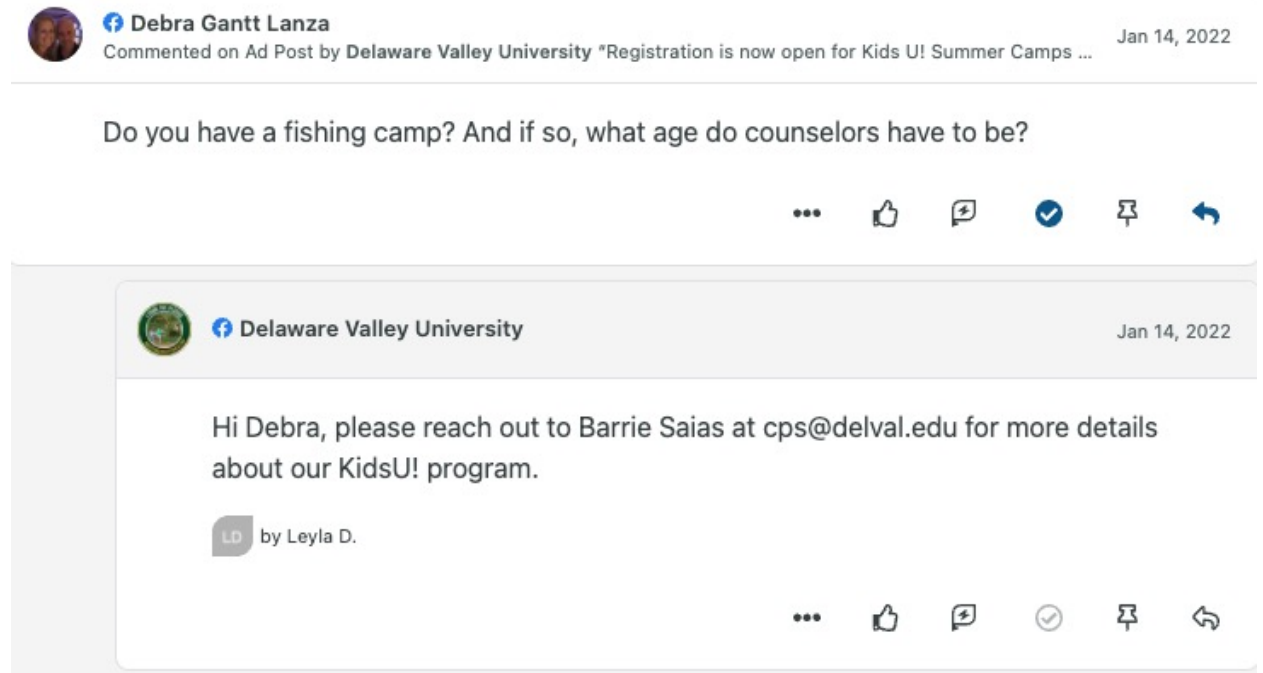 Debra Gantt Lanza
Jan 14, 2022
Commented on Ad Post by Delaware Valley University "Registration is now open for Kids U! Summer Camps ...
Do you have a fishing camp? And if so, what age do counselors have to be?
Delaware Valley University
Jan 14, 2022
Hi Debra, please reach out to Barrie Saias at cps@delval.edu for more details
about our KidsU! program.
LD by Leyla D.